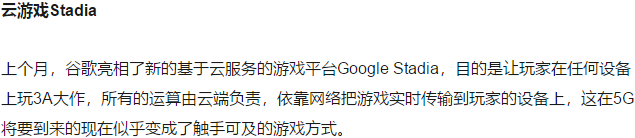 云游戏Stadia
上个月，谷歌亮相了新的基于云服务的游戏平台Google Stadia，目的是让玩家在任何设备
上玩3A大作，所有的运算由云端负责，依靠网络把游戏实时传输到玩家的设备上，这在5G
将要到来的现在似乎变成了触手可及的游戏方式。